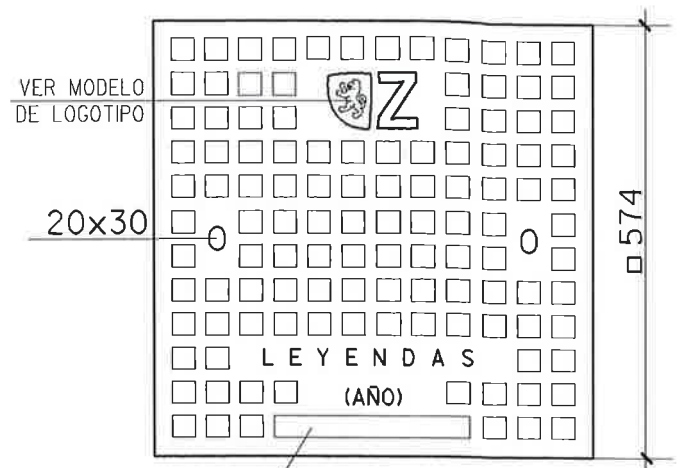 VER MODELO
DE LOGOTIPO
Z
20x30
□574
LEYENDAS
(AÑO)